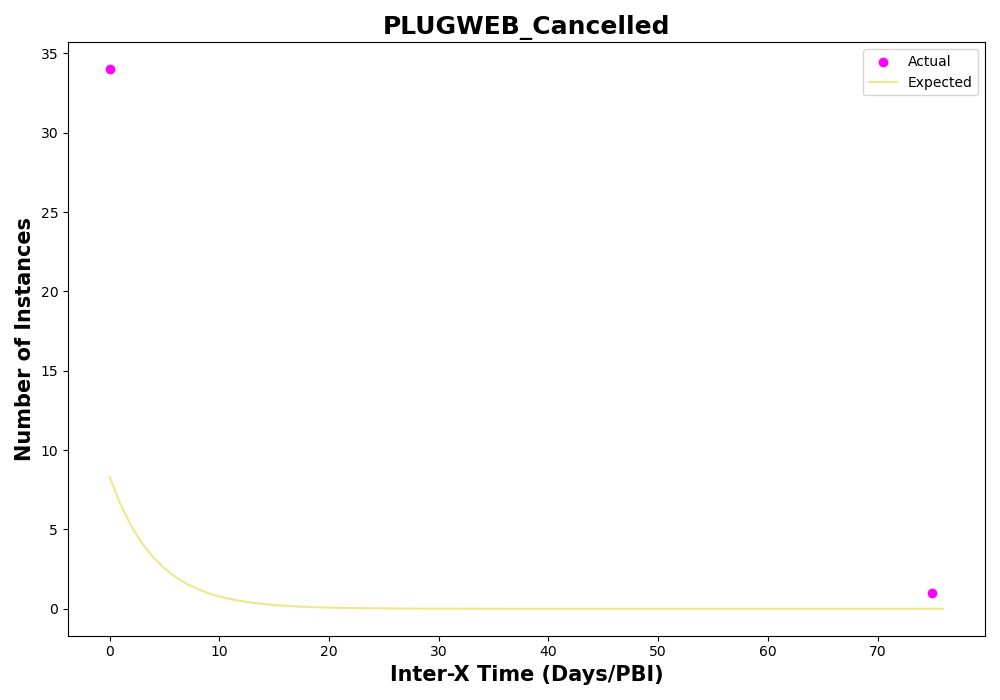 PLUGWEB_Cancelled
Actual
Expected
Number of Instances
35
30
25
20
15
10
5
0
0 10 20 30 40 50 60 70
Inter-X Time (Days/PBI)